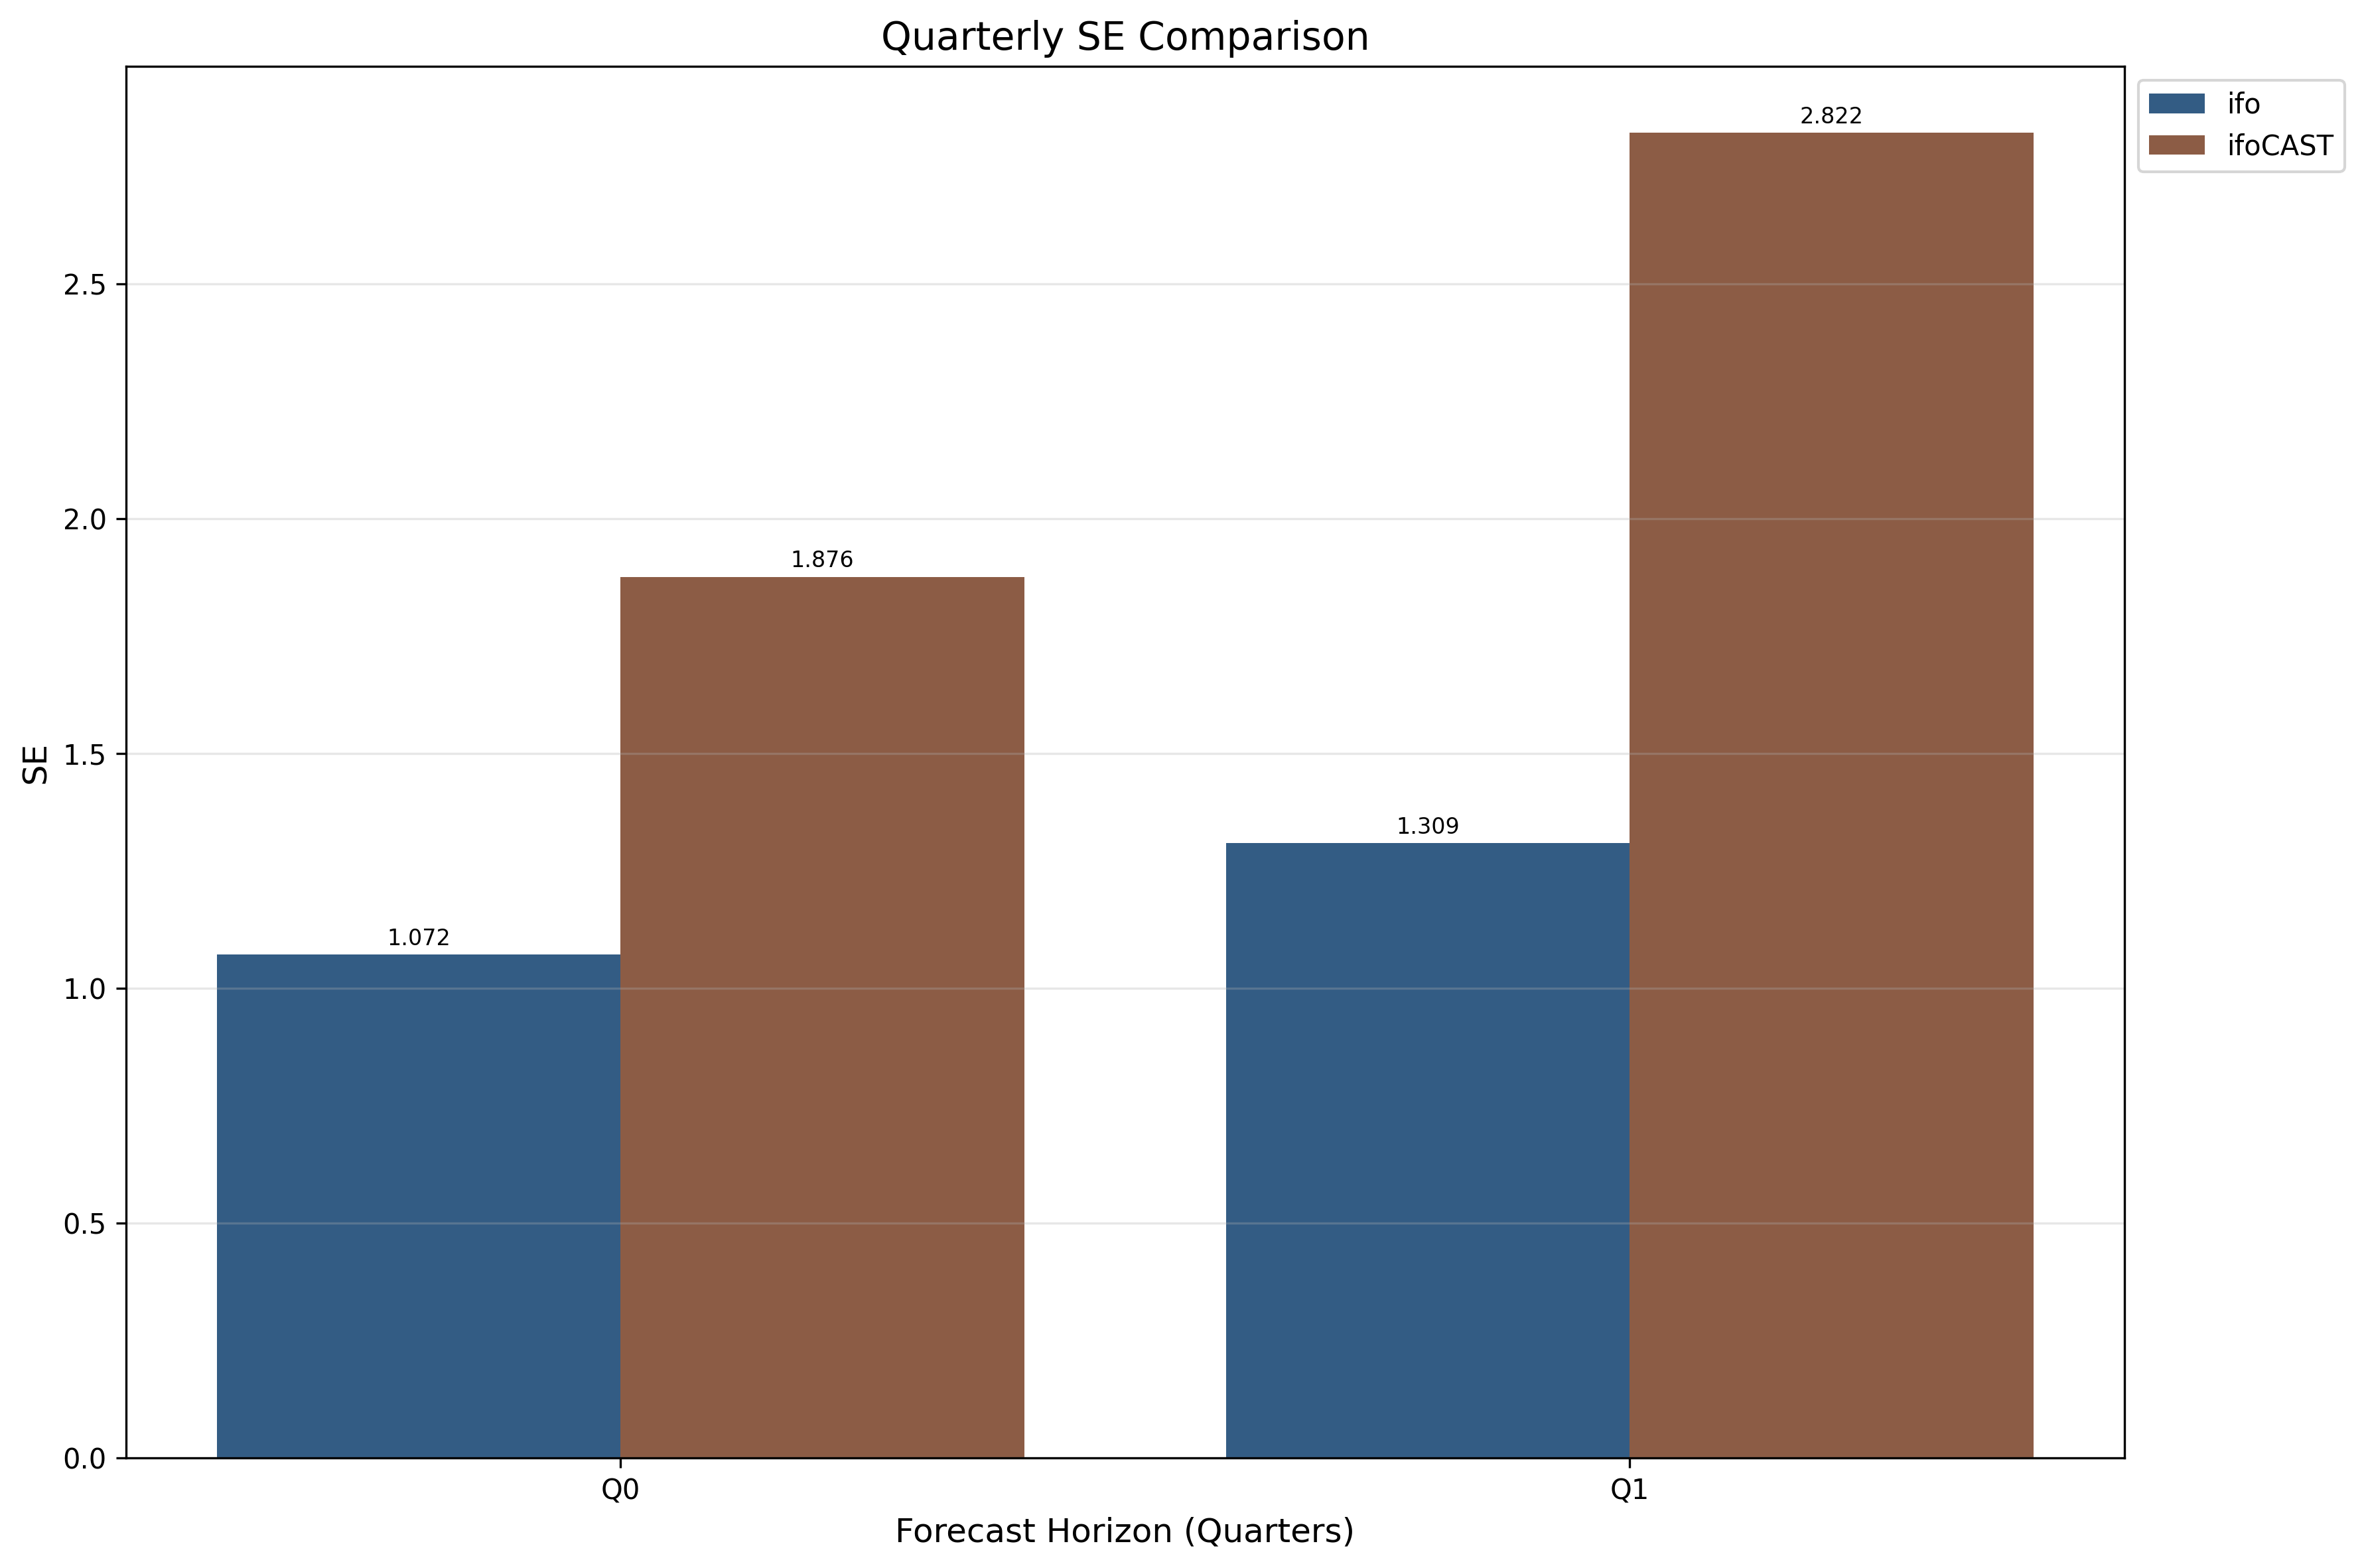 Quarterly SE Comparison
ifo
ifoCAST
2.822
2.5
2.0
1.876
SE
1.5
1.309
1.072
1.0
0.5
0.0
Q0
Q1
Forecast Horizon (Quarters)